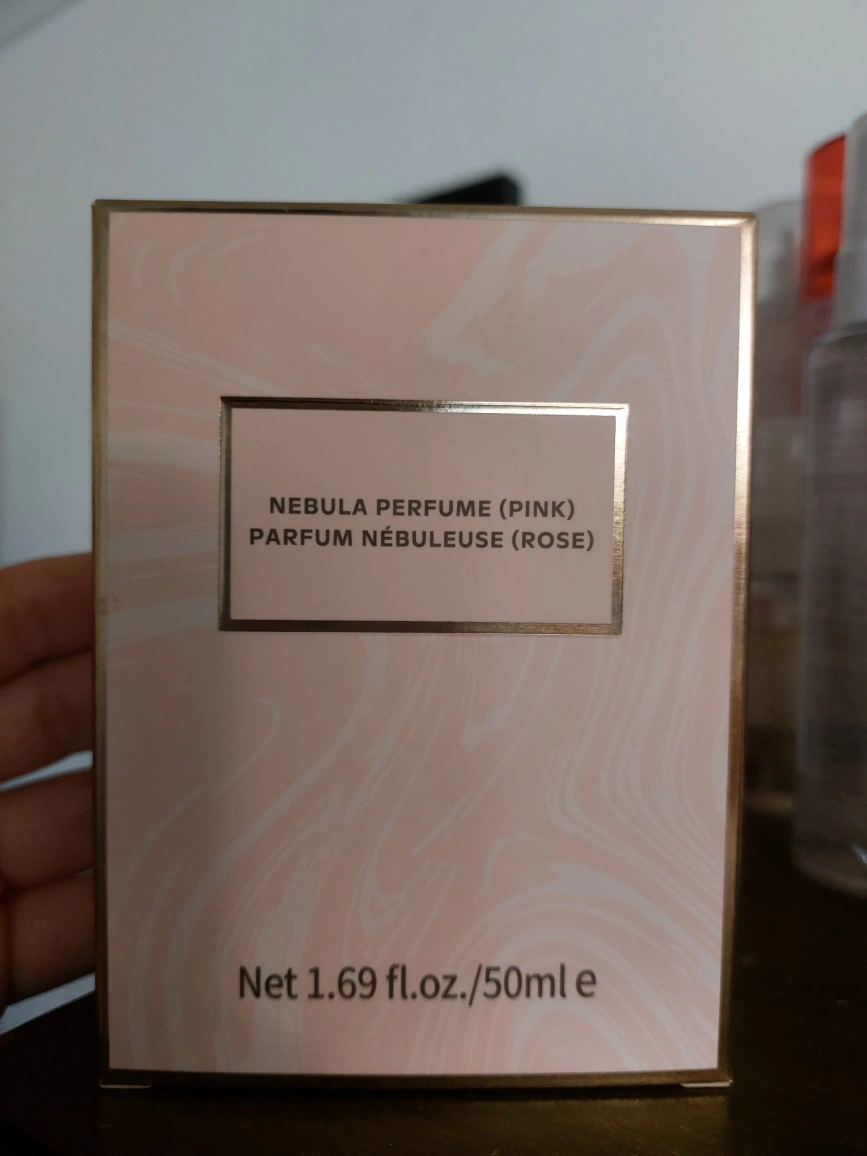 NEBULA PERFUME (PINK)
PARFUM NÉBULEUSE (ROSE)
Net 1.69 fl.oz./50ml e